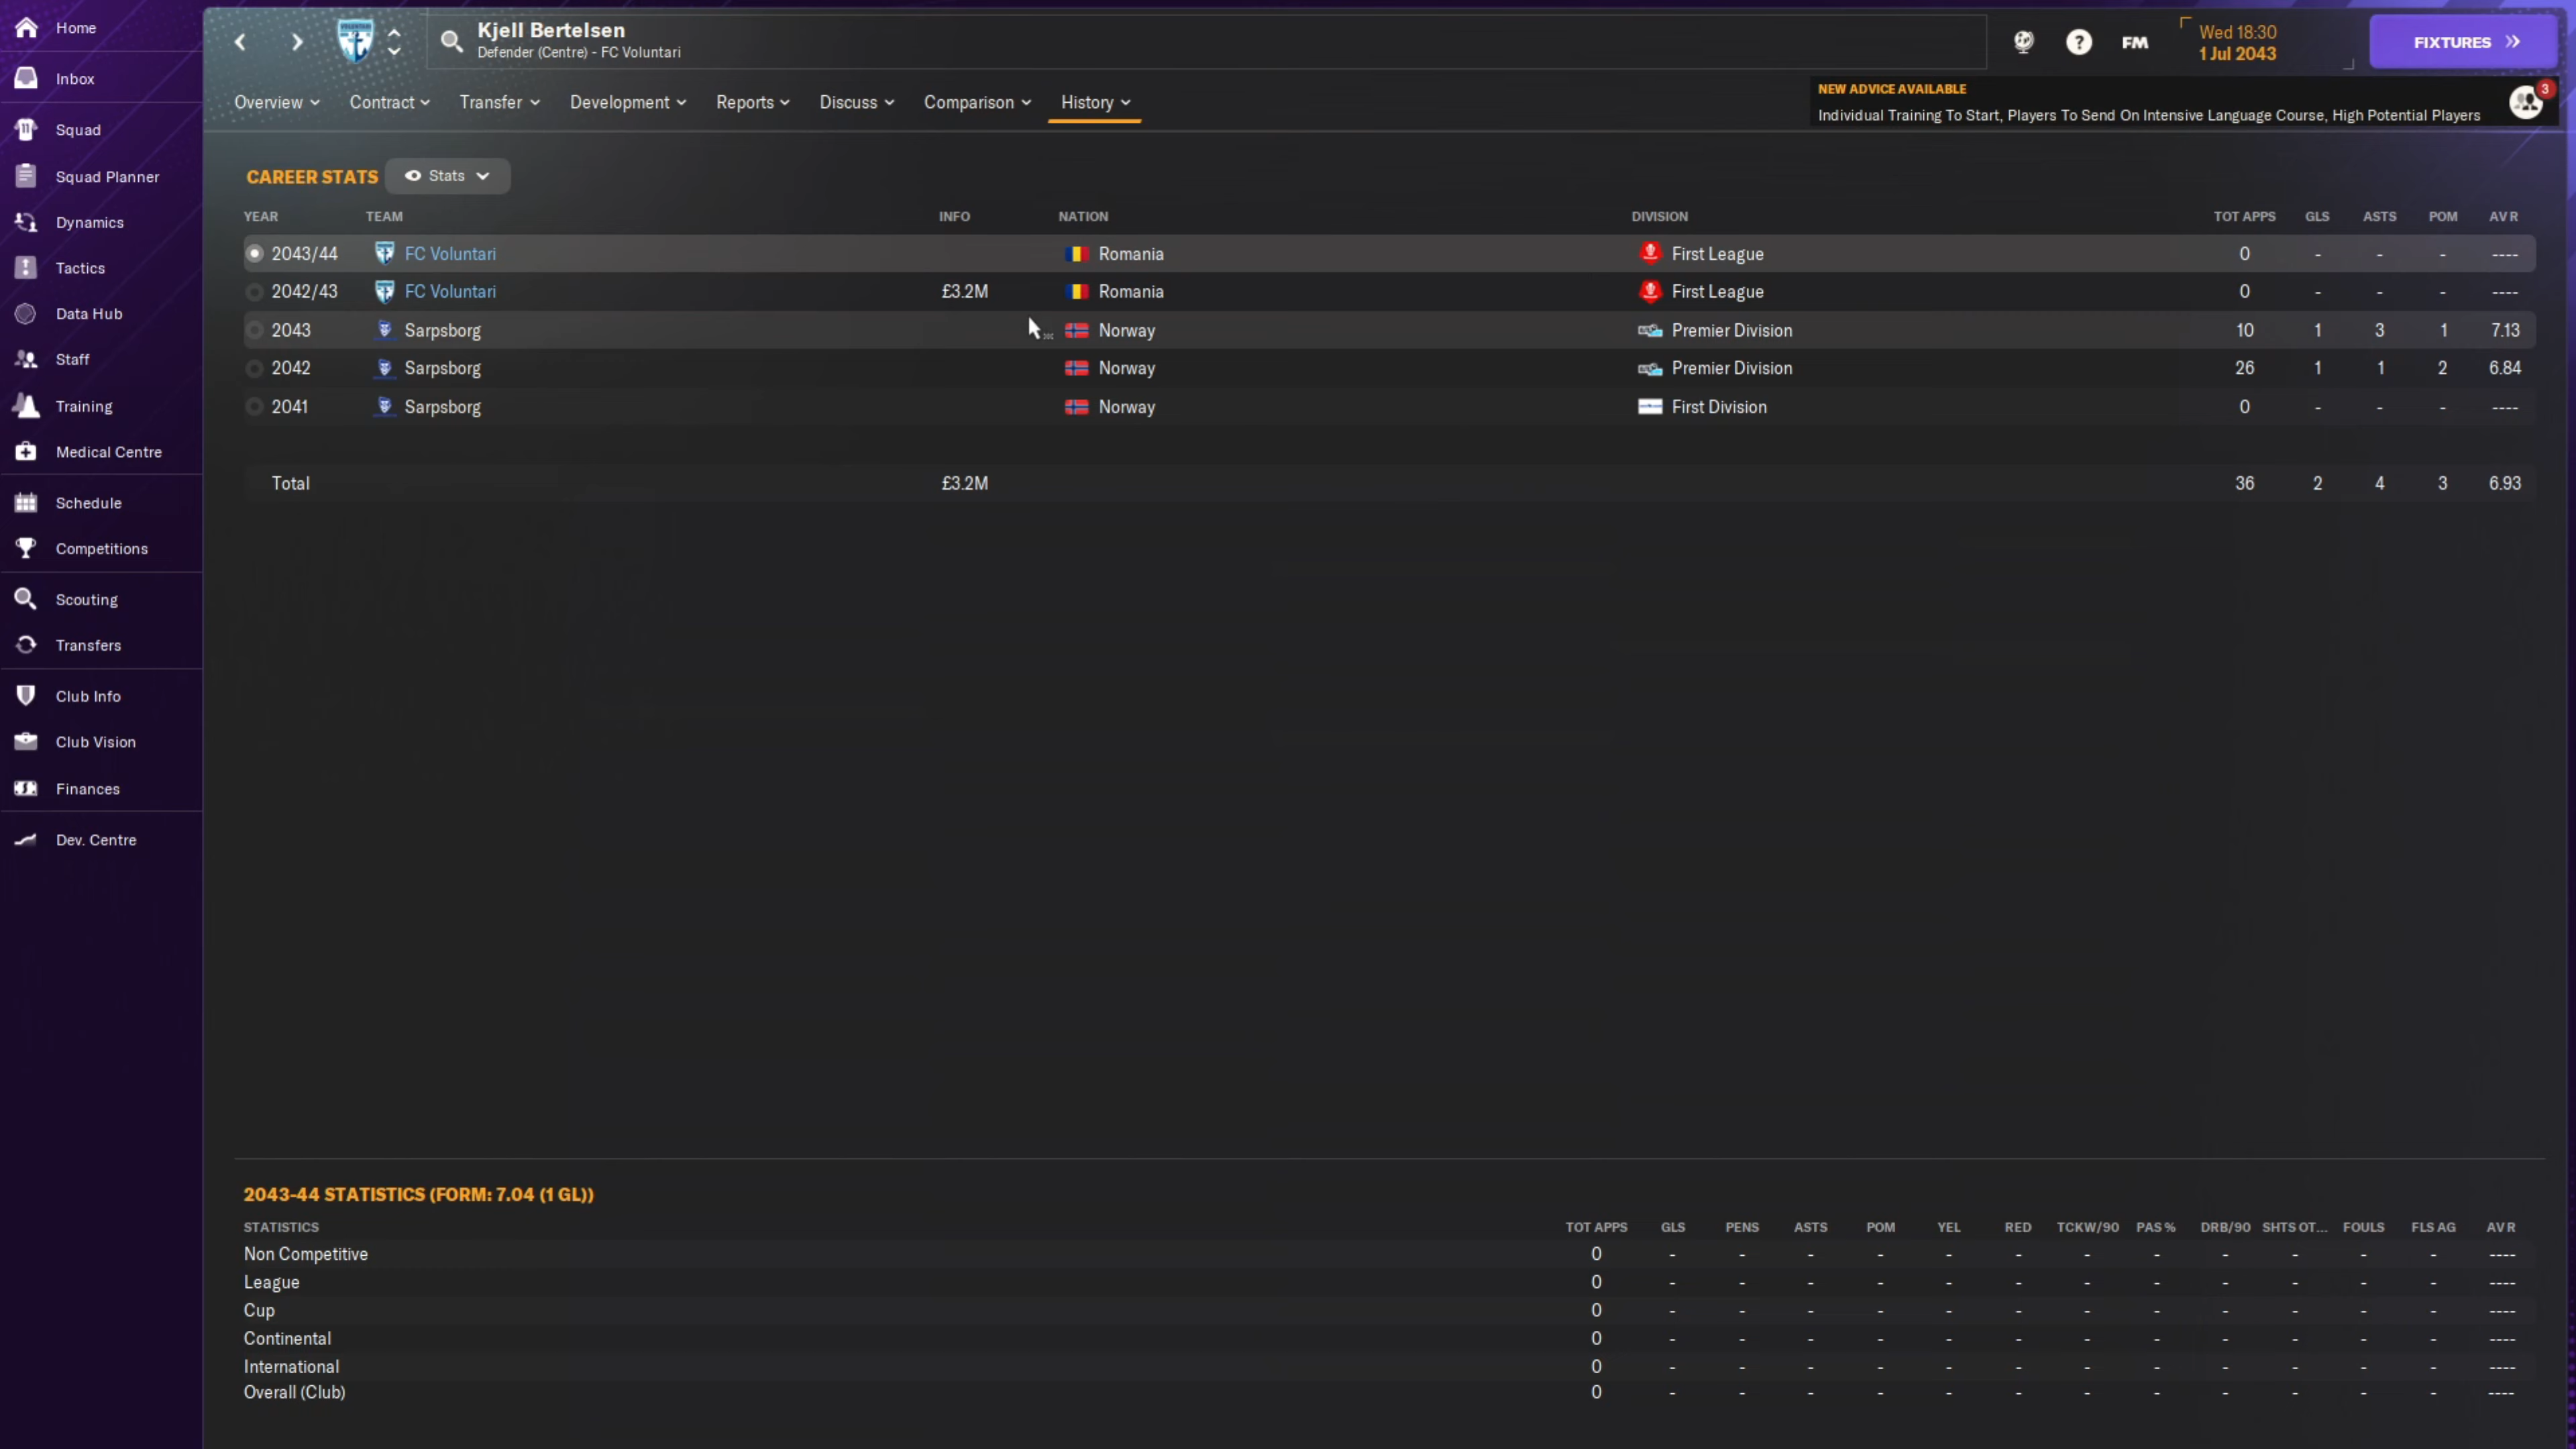 Home
Inbox
Squad
Squad Planner
Dynamics
Tactics
Data Hub
Staff
Training
Medical Centre
Schedule
Competitions
Scouting
Transfers
Club Info
Club Vision
Finances
Dev. Centre
Kjell Bertelsen
Defender (Centre) - FC Voluntari
FM
Wed 18:30
1 Jul 2043
FIXTURES
Overview Contract Transfer Development Reports Discuss Comparison History
NEW ADVICE AVAILABLE
3
Individual Training To Start, Players To Send On Intensive Language Course, High Potential Players
CAREER STATS Stats
YEAR TEAM INFO NATION DIVISION TOT APPS GLS ASTS POM AV R
2043/44 FC Voluntari Romania First League 0 - - - ----
2042/43 FC Voluntari £3.2M Romania First League 0 - - - ----
2043 Sarpsborg Norway Premier Division 10 1 3 1 7.13
2042 Sarpsborg Norway Premier Division 26 1 1 2 6.84
2041 Sarpsborg Norway First Division 0 - - - ----
Total £3.2M 36 2 4 3 6.93
2043-44 STATISTICS (FORM: 7.04 (1 GL))
STATISTICS TOT APPS GLS PENS ASTS POM YEL RED TCKW/90 PAS % DRB/90 SHTS OT... FOULS FLS AG AV R
Non Competitive 0 - - - - - - - - - - - - ----
League 0 - - - - - - - - - - - - ----
Cup 0 - - - - - - - - - - - - ----
Continental 0 - - - - - - - - - - - - ----
International 0 - - - - - - - - - - - - ----
Overall (Club) 0 - - - - - - - - - - - - ----